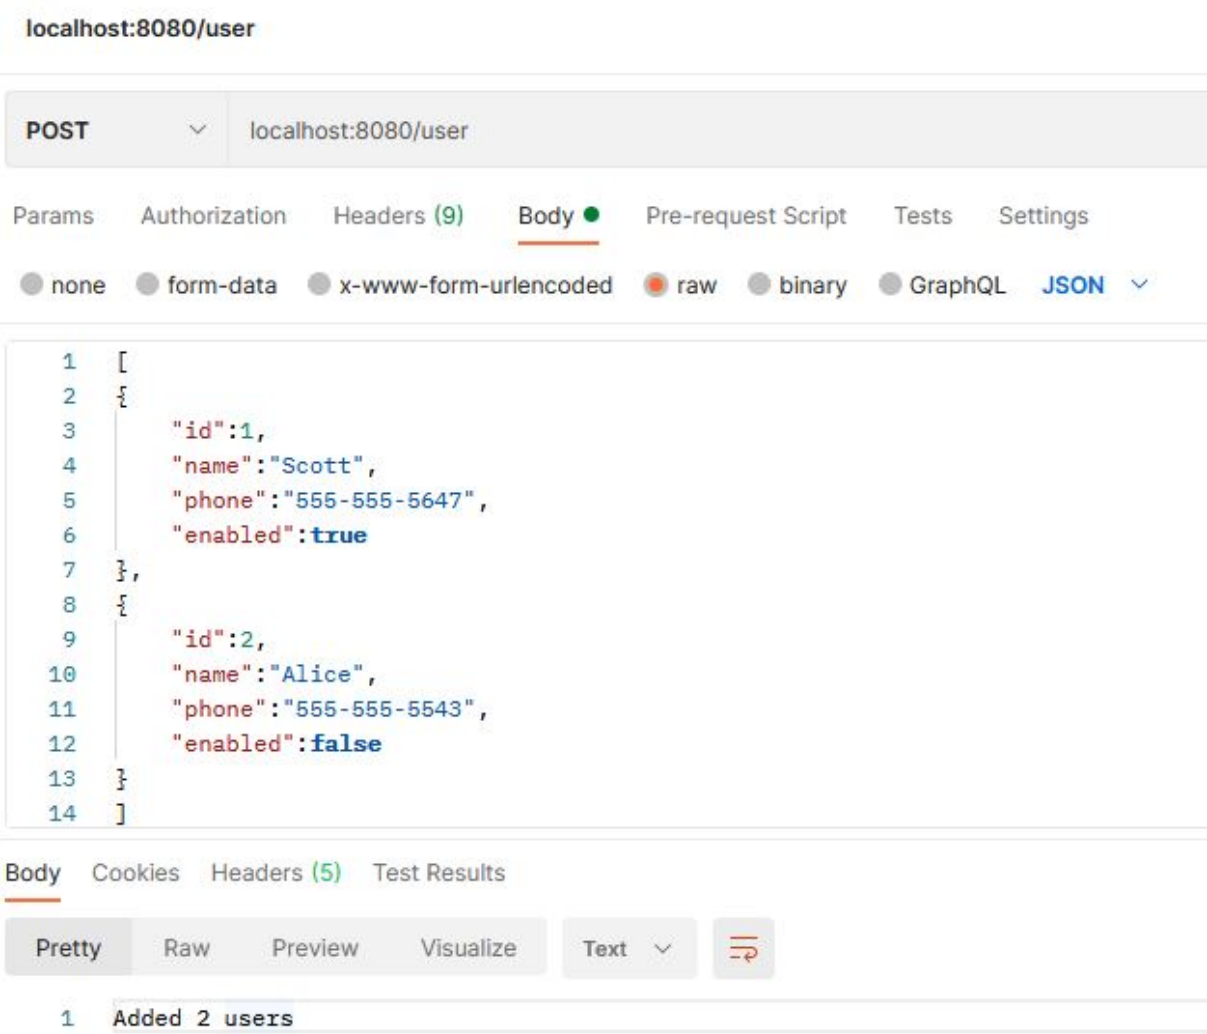 localhost:8080/user
POST localhost:8080/user
Params Authorization Headers (9) Body Pre-request Script Tests Settings
none form-data x-www-form-urlencoded raw binary GraphQL JSON
1 [
2 {
3 "id":1,
4 "name":"Scott",
5 "phone":"555-555-5647",
6 "enabled":true
7 },
8 {
9 "id":2,
10 "name":"Alice",
11 "phone":"555-555-5543",
12 "enabled":false
13 }
14 ]
Body Cookies Headers (5) Test Results
Pretty Raw Preview Visualize Text
1 Added 2 users